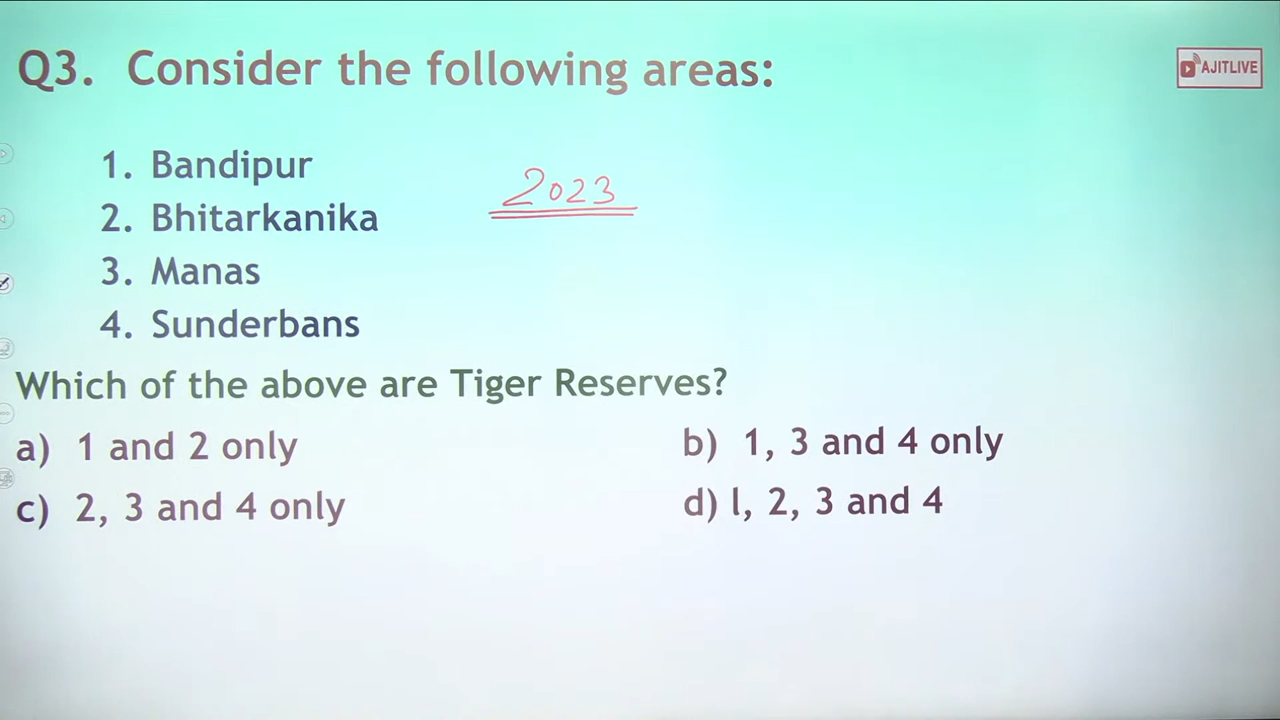 Q3. Consider the following areas:
AJITLIVE
1. Bandipur
2023
2. Bhitarkanika
3. Manas
4. Sunderbans
Which of the above are Tiger Reserves?
a) 1 and 2 only
b) 1, 3 and 4 only
c) 2, 3 and 4 only
d) l, 2, 3 and 4